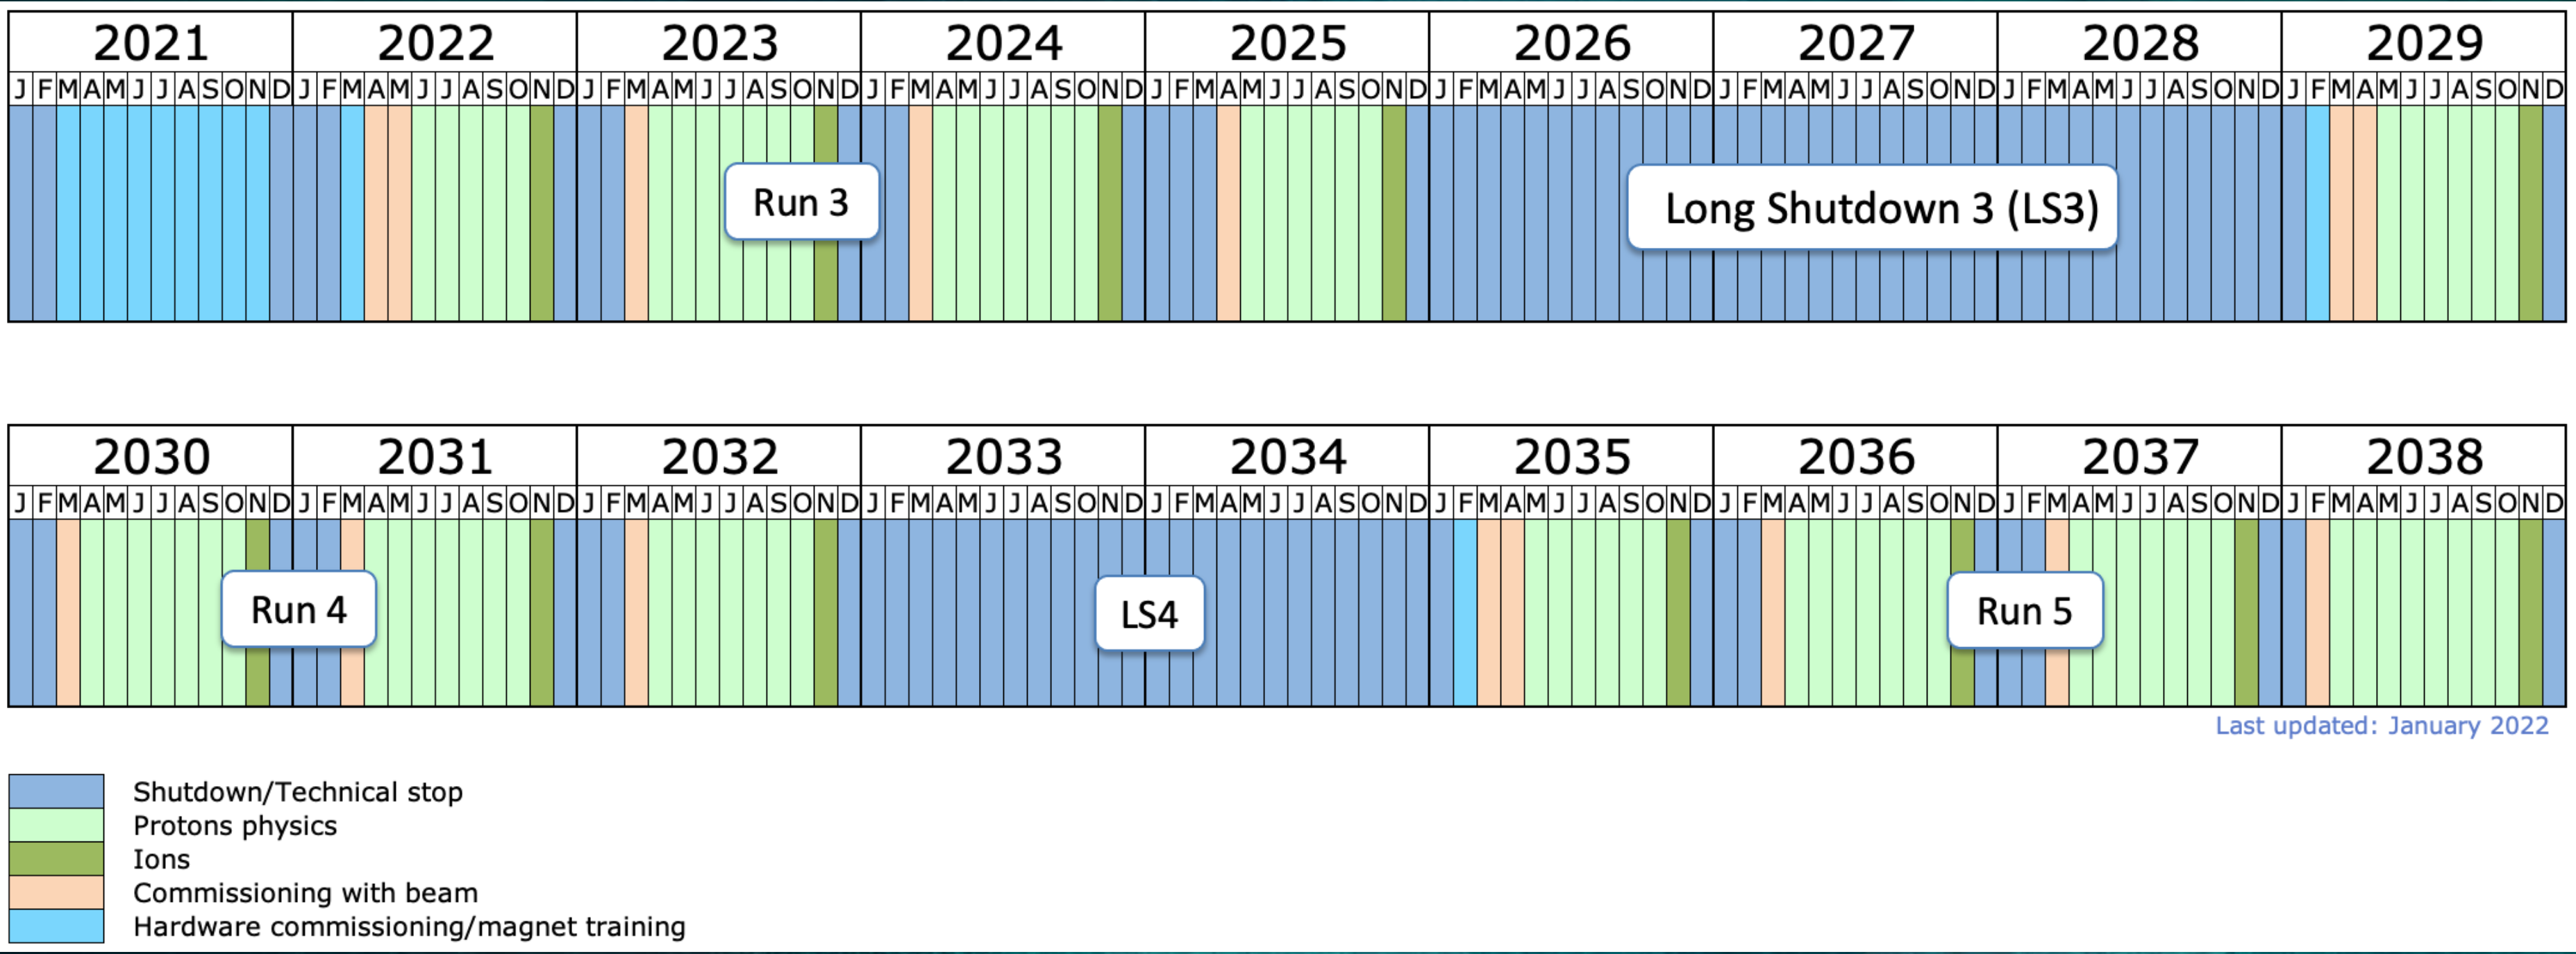 2021 2022 2023 2024 2025 2026 2027 2028 2029
J F M A M J J A S O N D J F M A M J J A S O N D J F M A M J J A S O N D J F M A M J J A S O N D J F M A M J J A S O N D J F M A M J J A S O N D J F M A M J J A S O N D J F M A M J J A S O N D J F M A M J J A S O N D
Run 3 Long Shutdown 3 (LS3)
2030 2031 2032 2033 2034 2035 2036 2037 2038
J F M A M J J A S O N D J F M A M J J A S O N D J F M A M J J A S O N D J F M A M J J A S O N D J F M A M J J A S O N D J F M A M J J A S O N D J F M A M J J A S O N D J F M A M J J A S O N D J F M A M J J A S O N D
Run 4 LS4 Run 5
Last updated: January 2022
Shutdown/Technical stop
Protons physics
Ions
Commissioning with beam
Hardware commissioning/magnet training